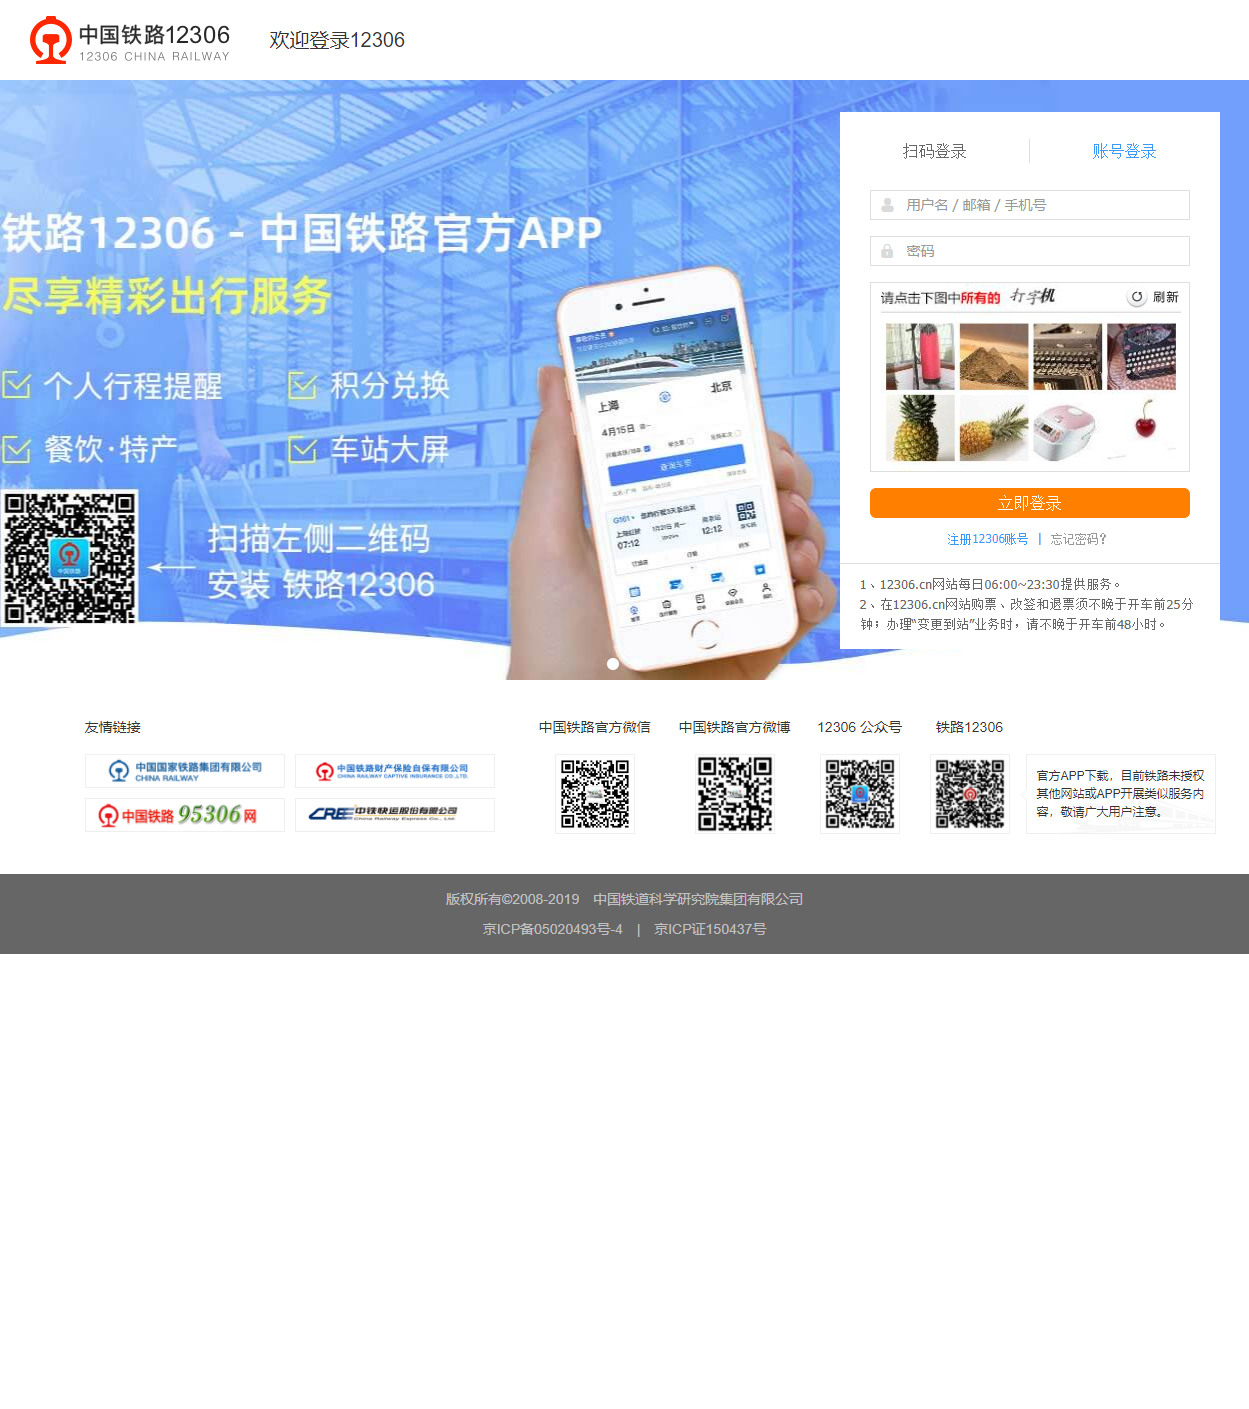 中国铁路12306
12306 CHINA RAILWAY
欢迎登录12306
扫码登录
账号登录
用户名 / 邮箱 / 手机号
密码
请点击下图中所有的 打字机
刷新
立即登录
注册12306账号 | 忘记密码?
1、12306.cn网站每日06:00~23:30提供服务。
2、在12306.cn网站购票、改签和退票须不晚于开车前25分
钟；办理“变更到站”业务时，请不晚于开车前48小时。
铁路12306 - 中国铁路官方APP
尽享精彩出行服务
个人行程提醒
积分兑换
餐饮·特产
车站大屏
扫描左侧二维码
安装 铁路12306
上海
北京
4月15日 周一
查询车票
G101
07:12
12:12
友情链接
中国铁路官方微信
中国铁路官方微博
12306 公众号
铁路12306
中国国家铁路集团有限公司
CHINA RAILWAY
中国铁路财产保险自保有限公司
CHINA RAILWAY CAPTIVE INSURANCE CO.,LTD.
中国铁路 95306 网
CRE 中铁快运股份有限公司
China Railway Express Co., Ltd.
官方APP下载，目前铁路未授权
其他网站或APP开展类似服务内
容，敬请广大用户注意。
版权所有©2008-2019 中国铁道科学研究院集团有限公司
京ICP备05020493号-4 | 京ICP证150437号